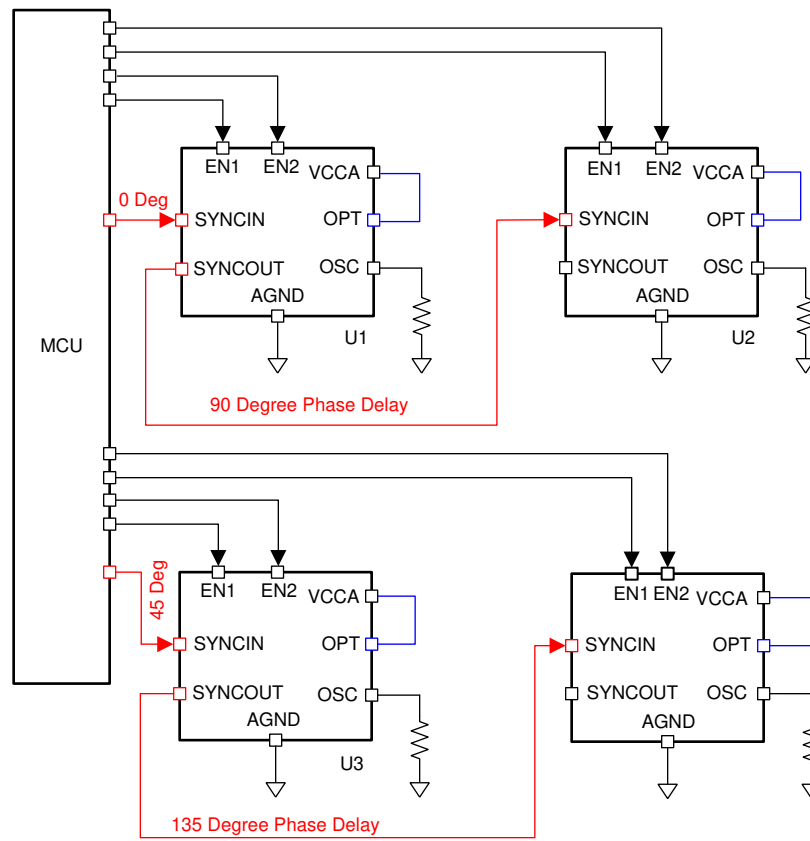 EN1 EN2 VCCA
EN1 EN2 VCCA
0 Deg
SYNCIN OPT
SYNCIN OPT
SYNCOUT OSC
SYNCOUT OSC
AGND
AGND
MCU
U1
U2
90 Degree Phase Delay
45 Deg
EN1 EN2 VCCA
EN1 EN2 VCCA
SYNCIN OPT
SYNCIN OPT
SYNCOUT OSC
SYNCOUT OSC
AGND
AGND
U3
135 Degree Phase Delay